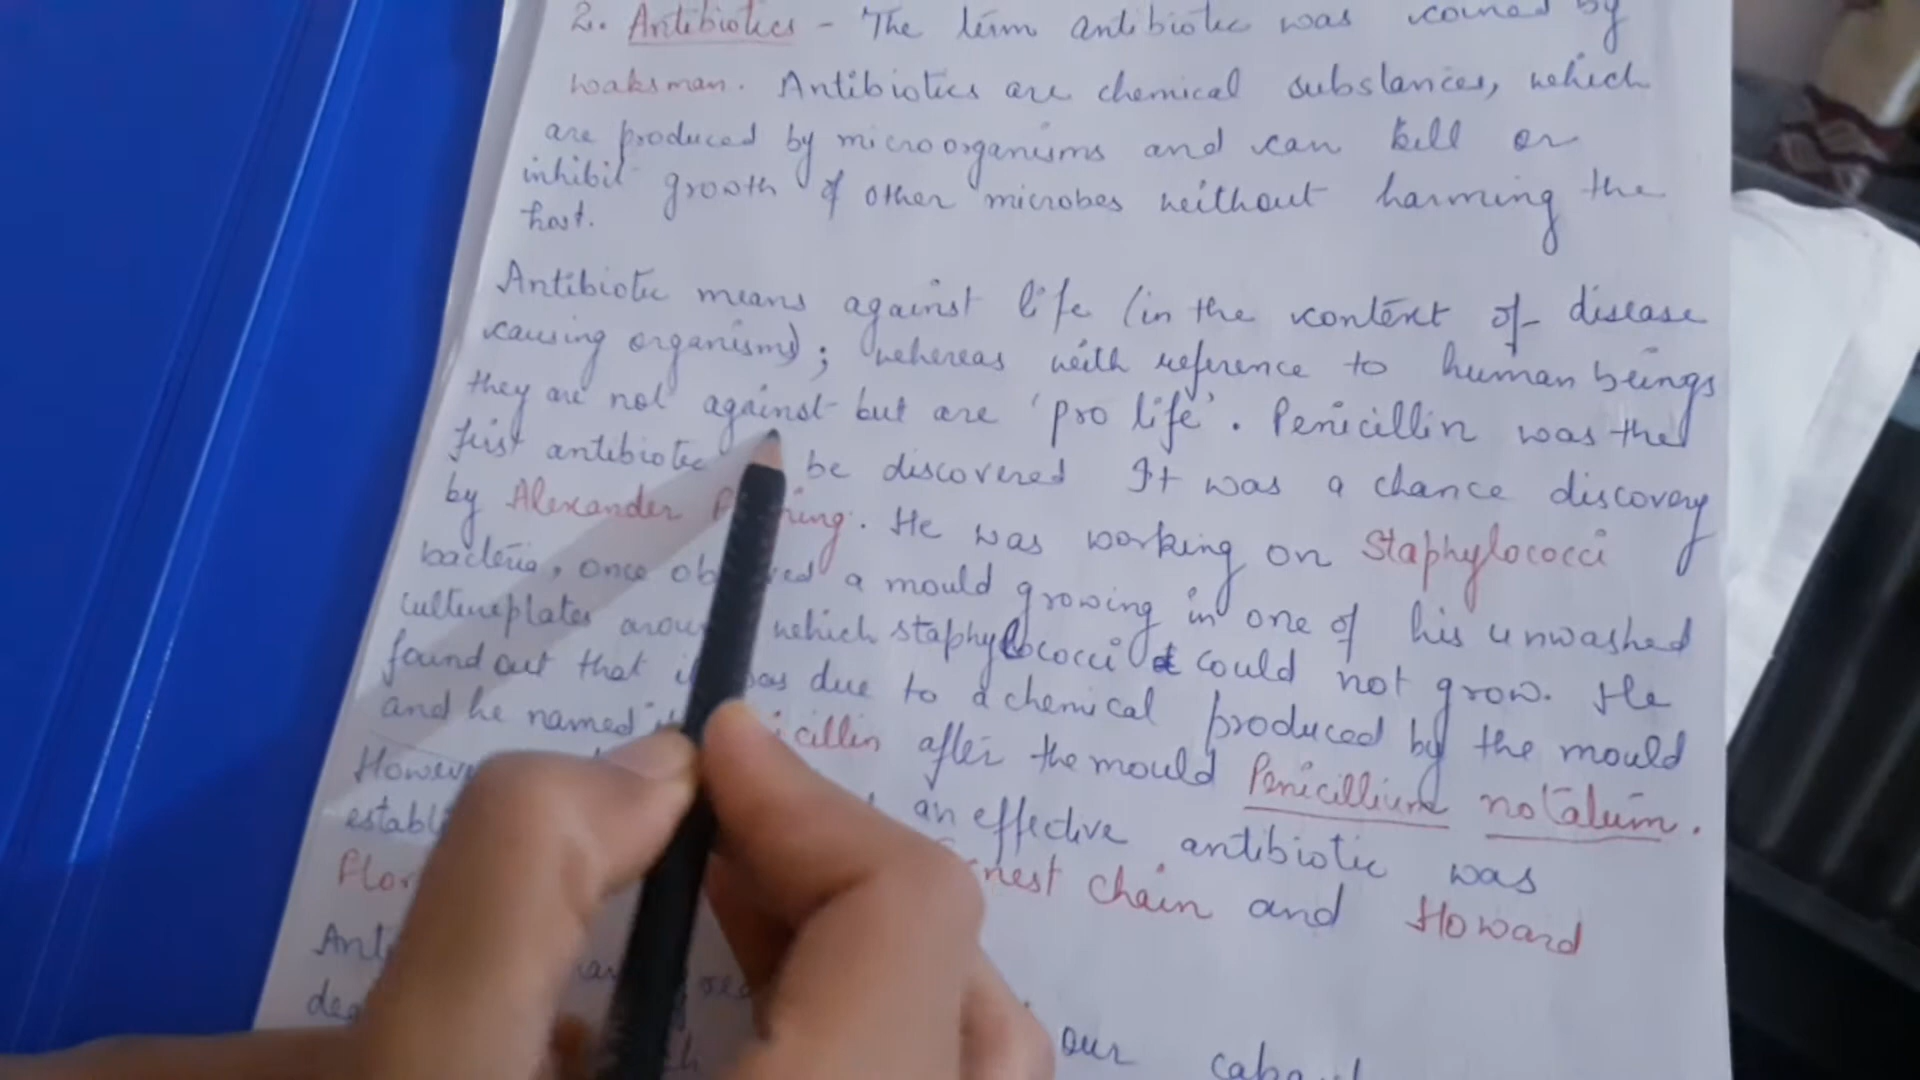 2. Antibiotics - The term antibiotic was coined by
Waksman. Antibiotics are chemical substances, which
are produced by microorganisms and can kill or
inhibit growth of other microbes without harming the
host.
Antibiotic means against life (in the context of disease
causing organisms); whereas with reference to human beings
they are not against but are 'pro life'. Penicillin was the
first antibiotic be discovered It was a chance discovery
by Alexander . He was working on Staphylococci
bacteria, once a mould growing in one of his unwashed
culture plates which staphylococci could not grow. He
found out that was due to a chemical produced by the mould
and he named after the mould Penicillium notatum.
an effective antibiotic was
chain and Howard
our